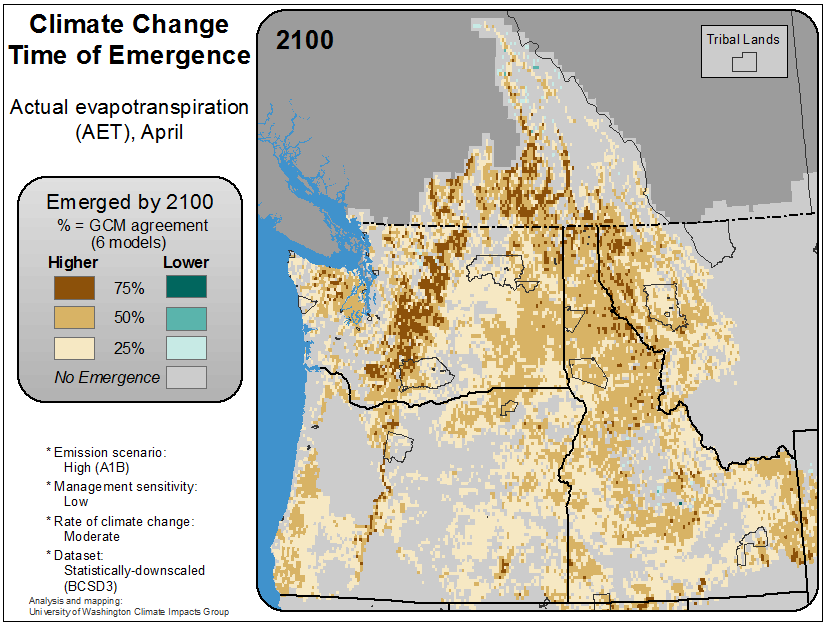 Climate Change
Time of Emergence
Actual evapotranspiration
(AET), April
Emerged by 2100
% = GCM agreement
(6 models)
Higher Lower
75%
50%
25%
No Emergence
* Emission scenario:
High (A1B)
* Management sensitivity:
Low
* Rate of climate change:
Moderate
* Dataset:
Statistically-downscaled
(BCSD3)
Analysis and mapping:
University of Washington Climate Impacts Group
2100
Tribal Lands